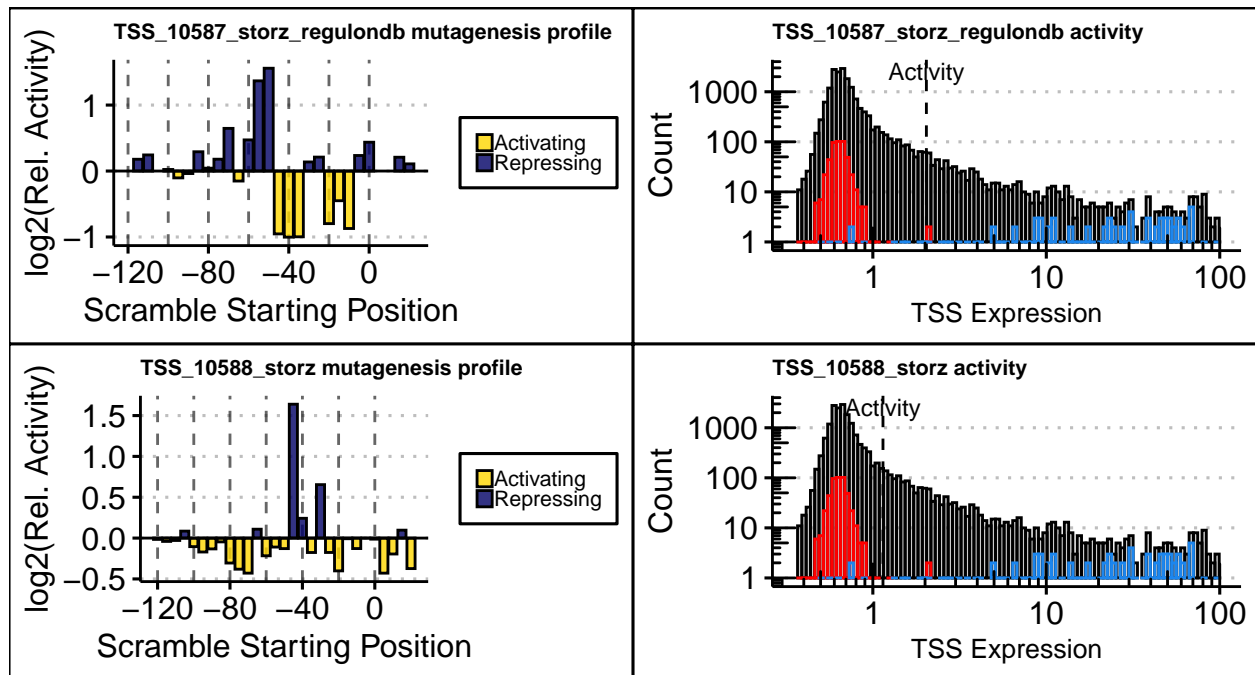 TSS_10587_storz_regulondb mutagenesis profile
log2(Rel. Activity)
1
0
−1
−120
−80
−40
0
Scramble Starting Position
Activating
Repressing
TSS_10587_storz_regulondb activity
Activity
Count
1000
100
10
1
1
10
100
TSS Expression
TSS_10588_storz mutagenesis profile
log2(Rel. Activity)
1.5
1.0
0.5
0.0
−0.5
−120
−80
−40
0
Scramble Starting Position
Activating
Repressing
TSS_10588_storz activity
Activity
Count
1000
100
10
1
1
10
100
TSS Expression